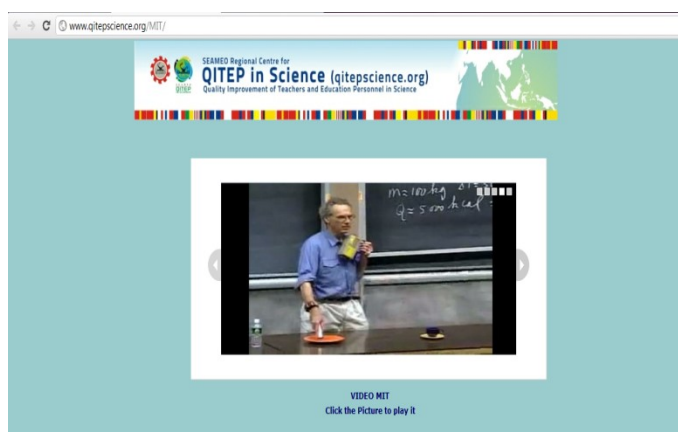 www.qitepscience.org/MIT/
SEAMEO Regional Centre for
QITEP in Science (qitepscience.org)
Quality Improvement of Teachers and Education Personnel in Science
m = 100 kg
Q = 5000 kcal
VIDEO MIT
Click the Picture to play it